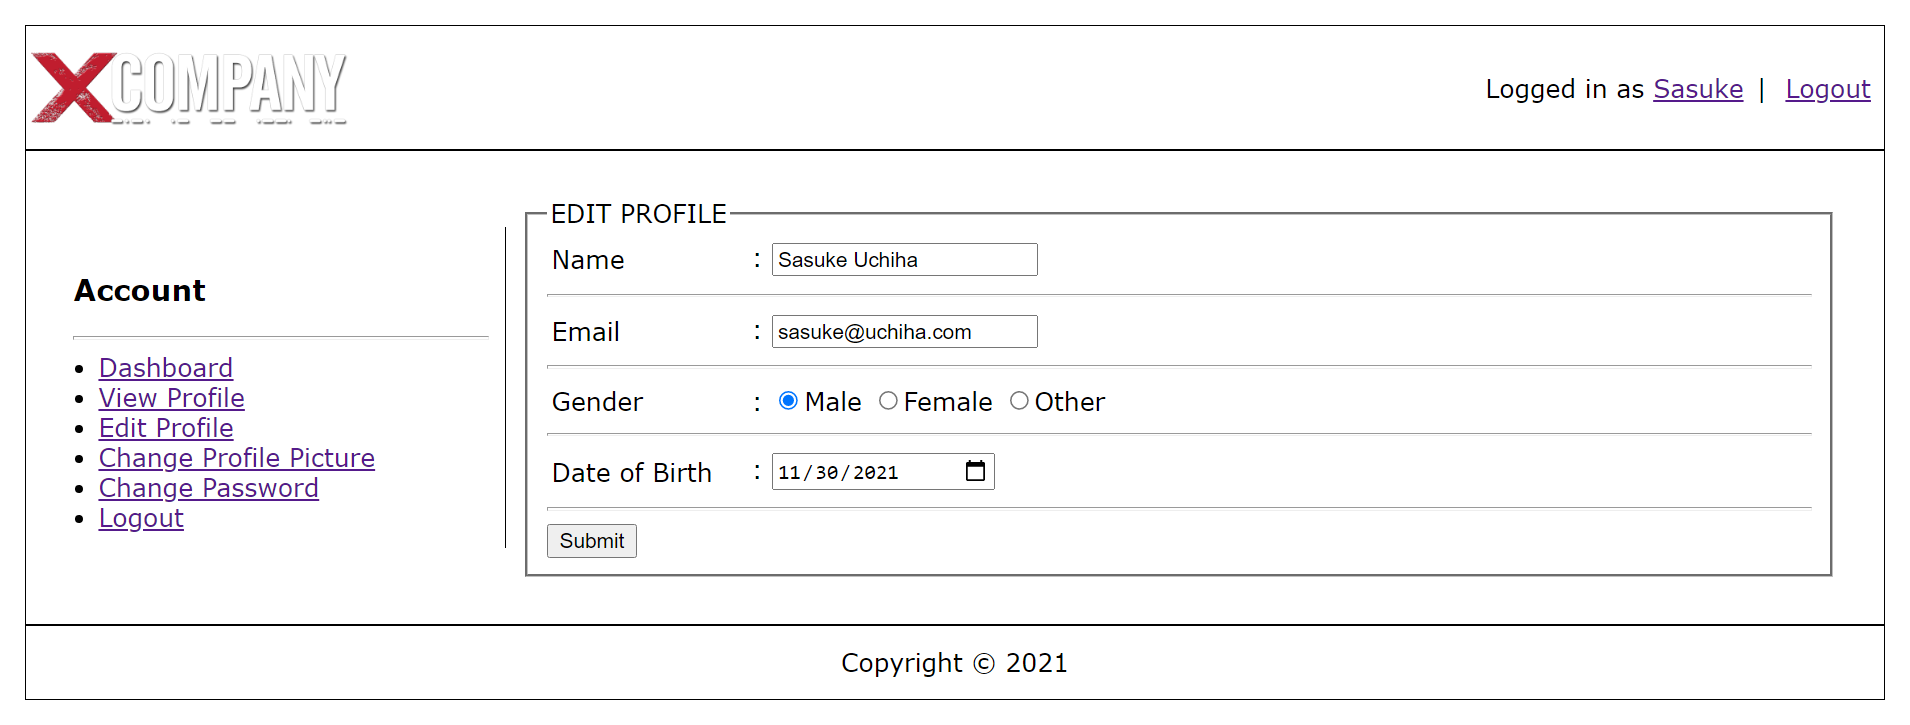 XCOMPANY
Logged in as Sasuke | Logout
Account
Dashboard
View Profile
Edit Profile
Change Profile Picture
Change Password
Logout
EDIT PROFILE
Name : Sasuke Uchiha
Email : sasuke@uchiha.com
Gender : Male Female Other
Date of Birth : 11/30/2021
Submit
Copyright © 2021